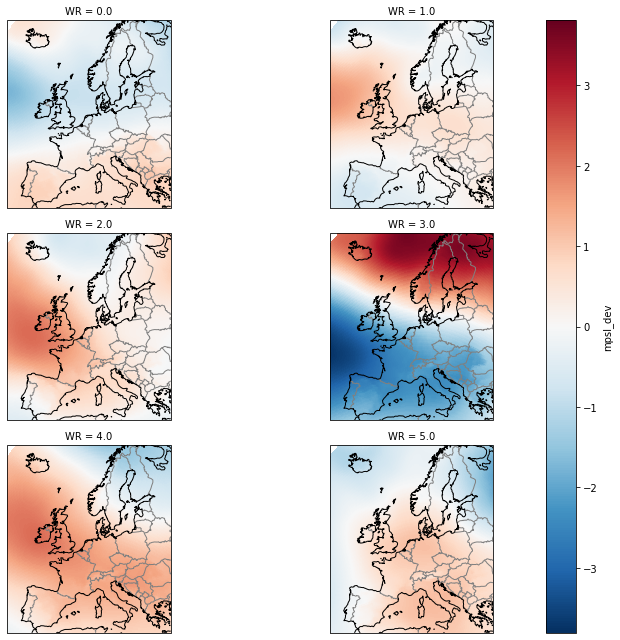 WR = 0.0
WR = 1.0
WR = 2.0
WR = 3.0
WR = 4.0
WR = 5.0
3
2
1
0
−1
−2
−3
mpsl_dev